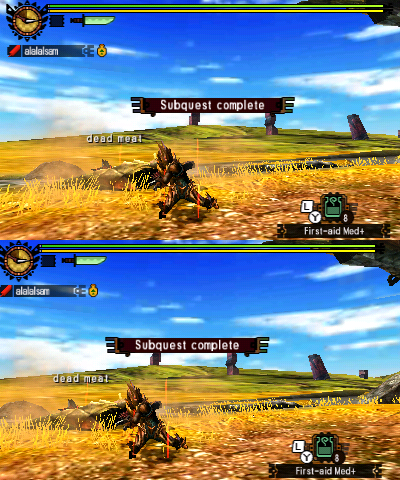 alalalsam
Subquest complete
dead meat
L
Y
8
First-aid Med+
alalalsam
Subquest complete
dead meat
L
Y
8
First-aid Med+